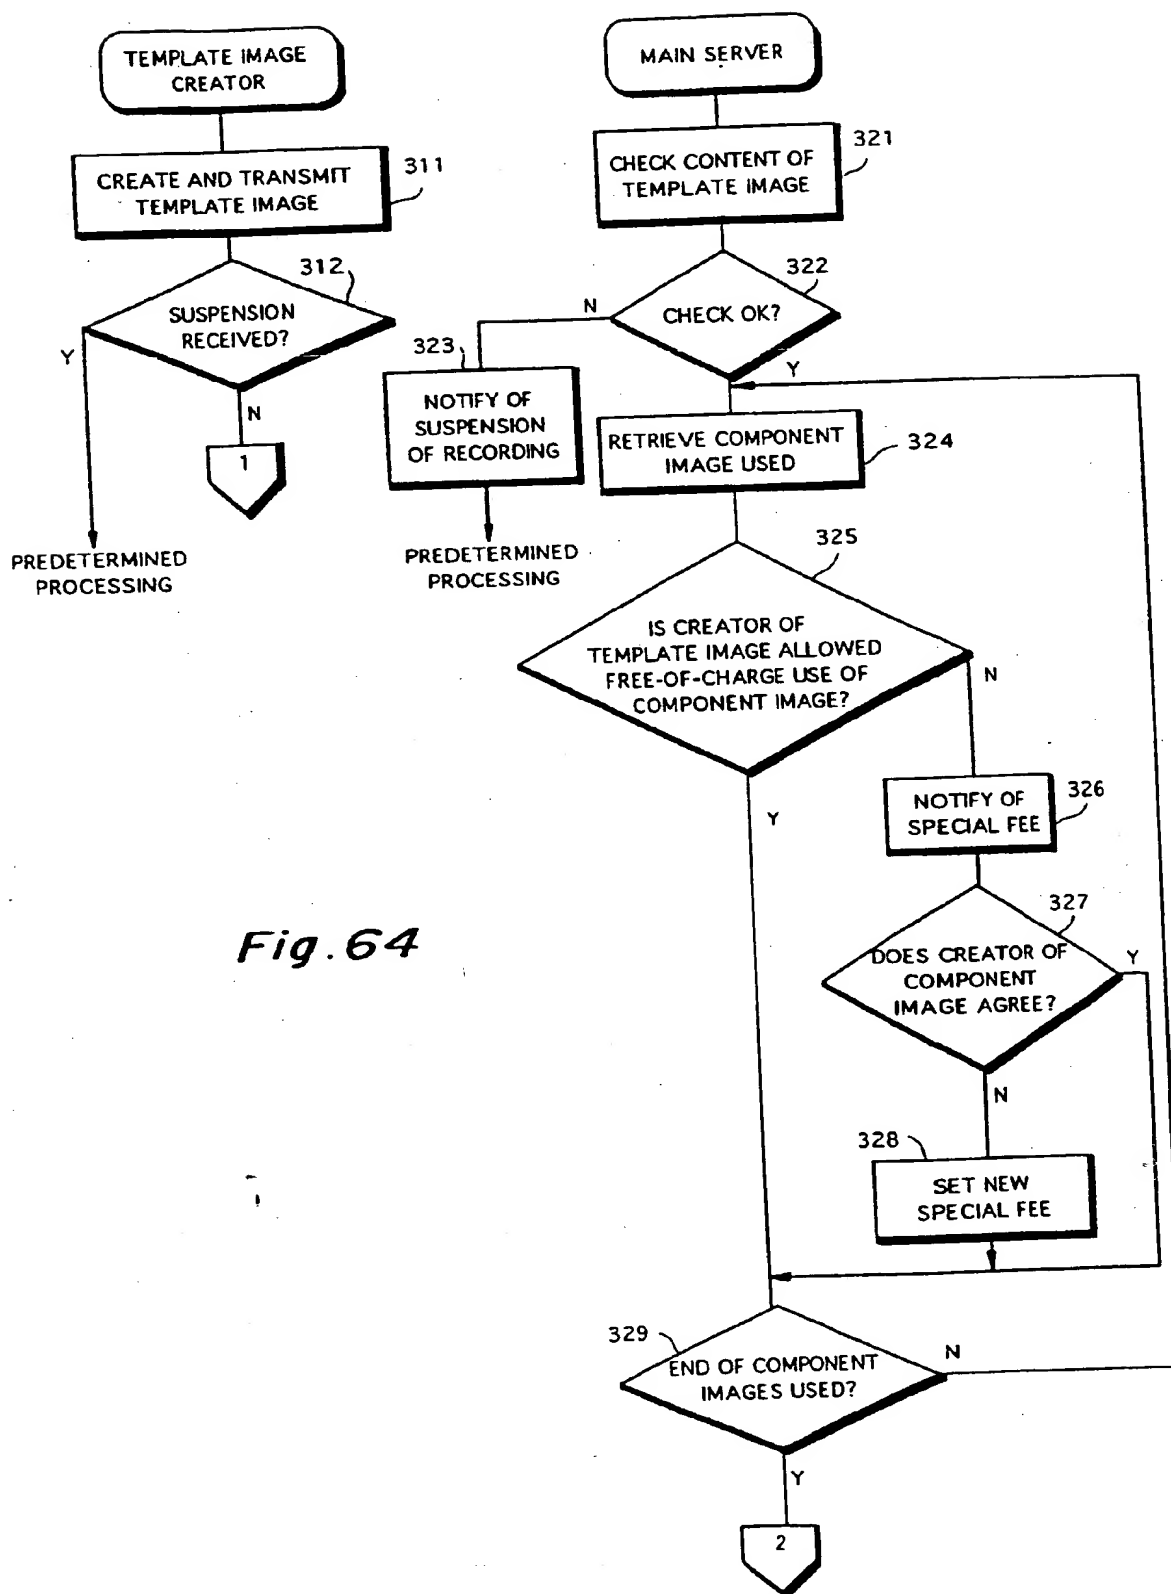 TEMPLATE IMAGE
CREATOR
CREATE AND TRANSMIT
TEMPLATE IMAGE
311
312
SUSPENSION
RECEIVED?
Y
N
1
PREDETERMINED
PROCESSING
MAIN SERVER
CHECK CONTENT OF
TEMPLATE IMAGE
321
322
CHECK OK?
N
Y
323
NOTIFY OF
SUSPENSION
OF RECORDING
PREDETERMINED
PROCESSING
RETRIEVE COMPONENT
IMAGE USED
324
325
IS CREATOR OF
TEMPLATE IMAGE ALLOWED
FREE-OF-CHARGE USE OF
COMPONENT IMAGE?
N
Y
NOTIFY OF
SPECIAL FEE
326
327
DOES CREATOR OF
COMPONENT
IMAGE AGREE?
Y
N
328
SET NEW
SPECIAL FEE
329
END OF COMPONENT
IMAGES USED?
N
Y
2
Fig.64